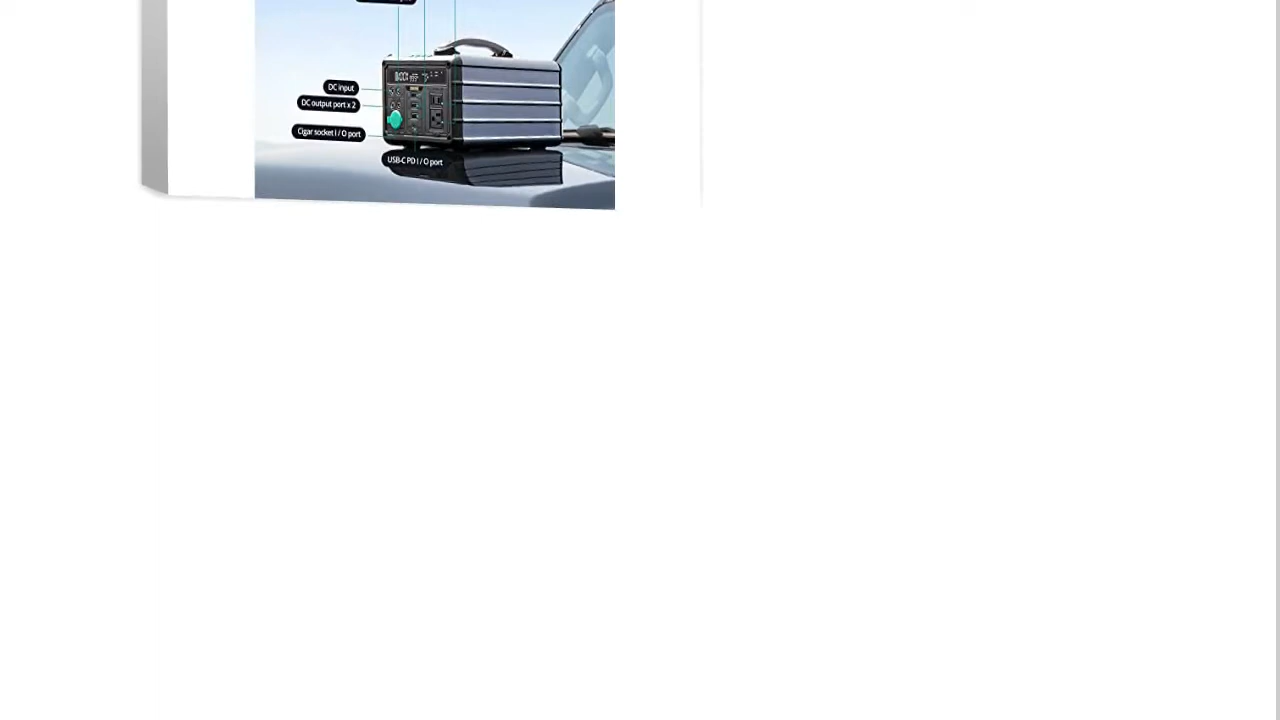 DC input
DC output port x 2
Cigar socket I / O port
USB-C PD I / O port